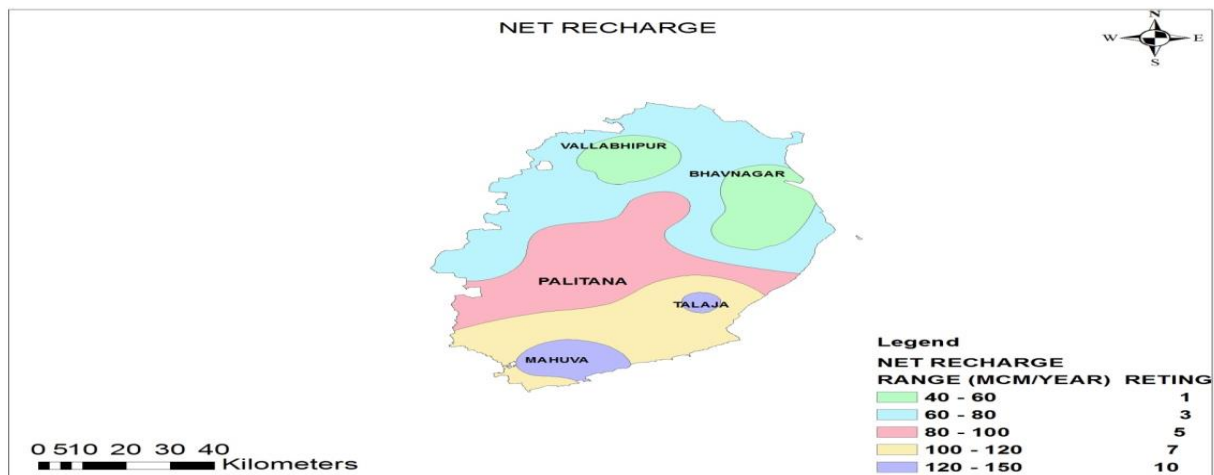 NET RECHARGE
N
W E
S
VALLABHIPUR
BHAVNAGAR
PALITANA
TALAJA
MAHUVA
Legend
NET RECHARGE
RANGE (MCM/YEAR) RETING
40 - 60 1
60 - 80 3
80 - 100 5
100 - 120 7
120 - 150 10
0 510 20 30 40
Kilometers